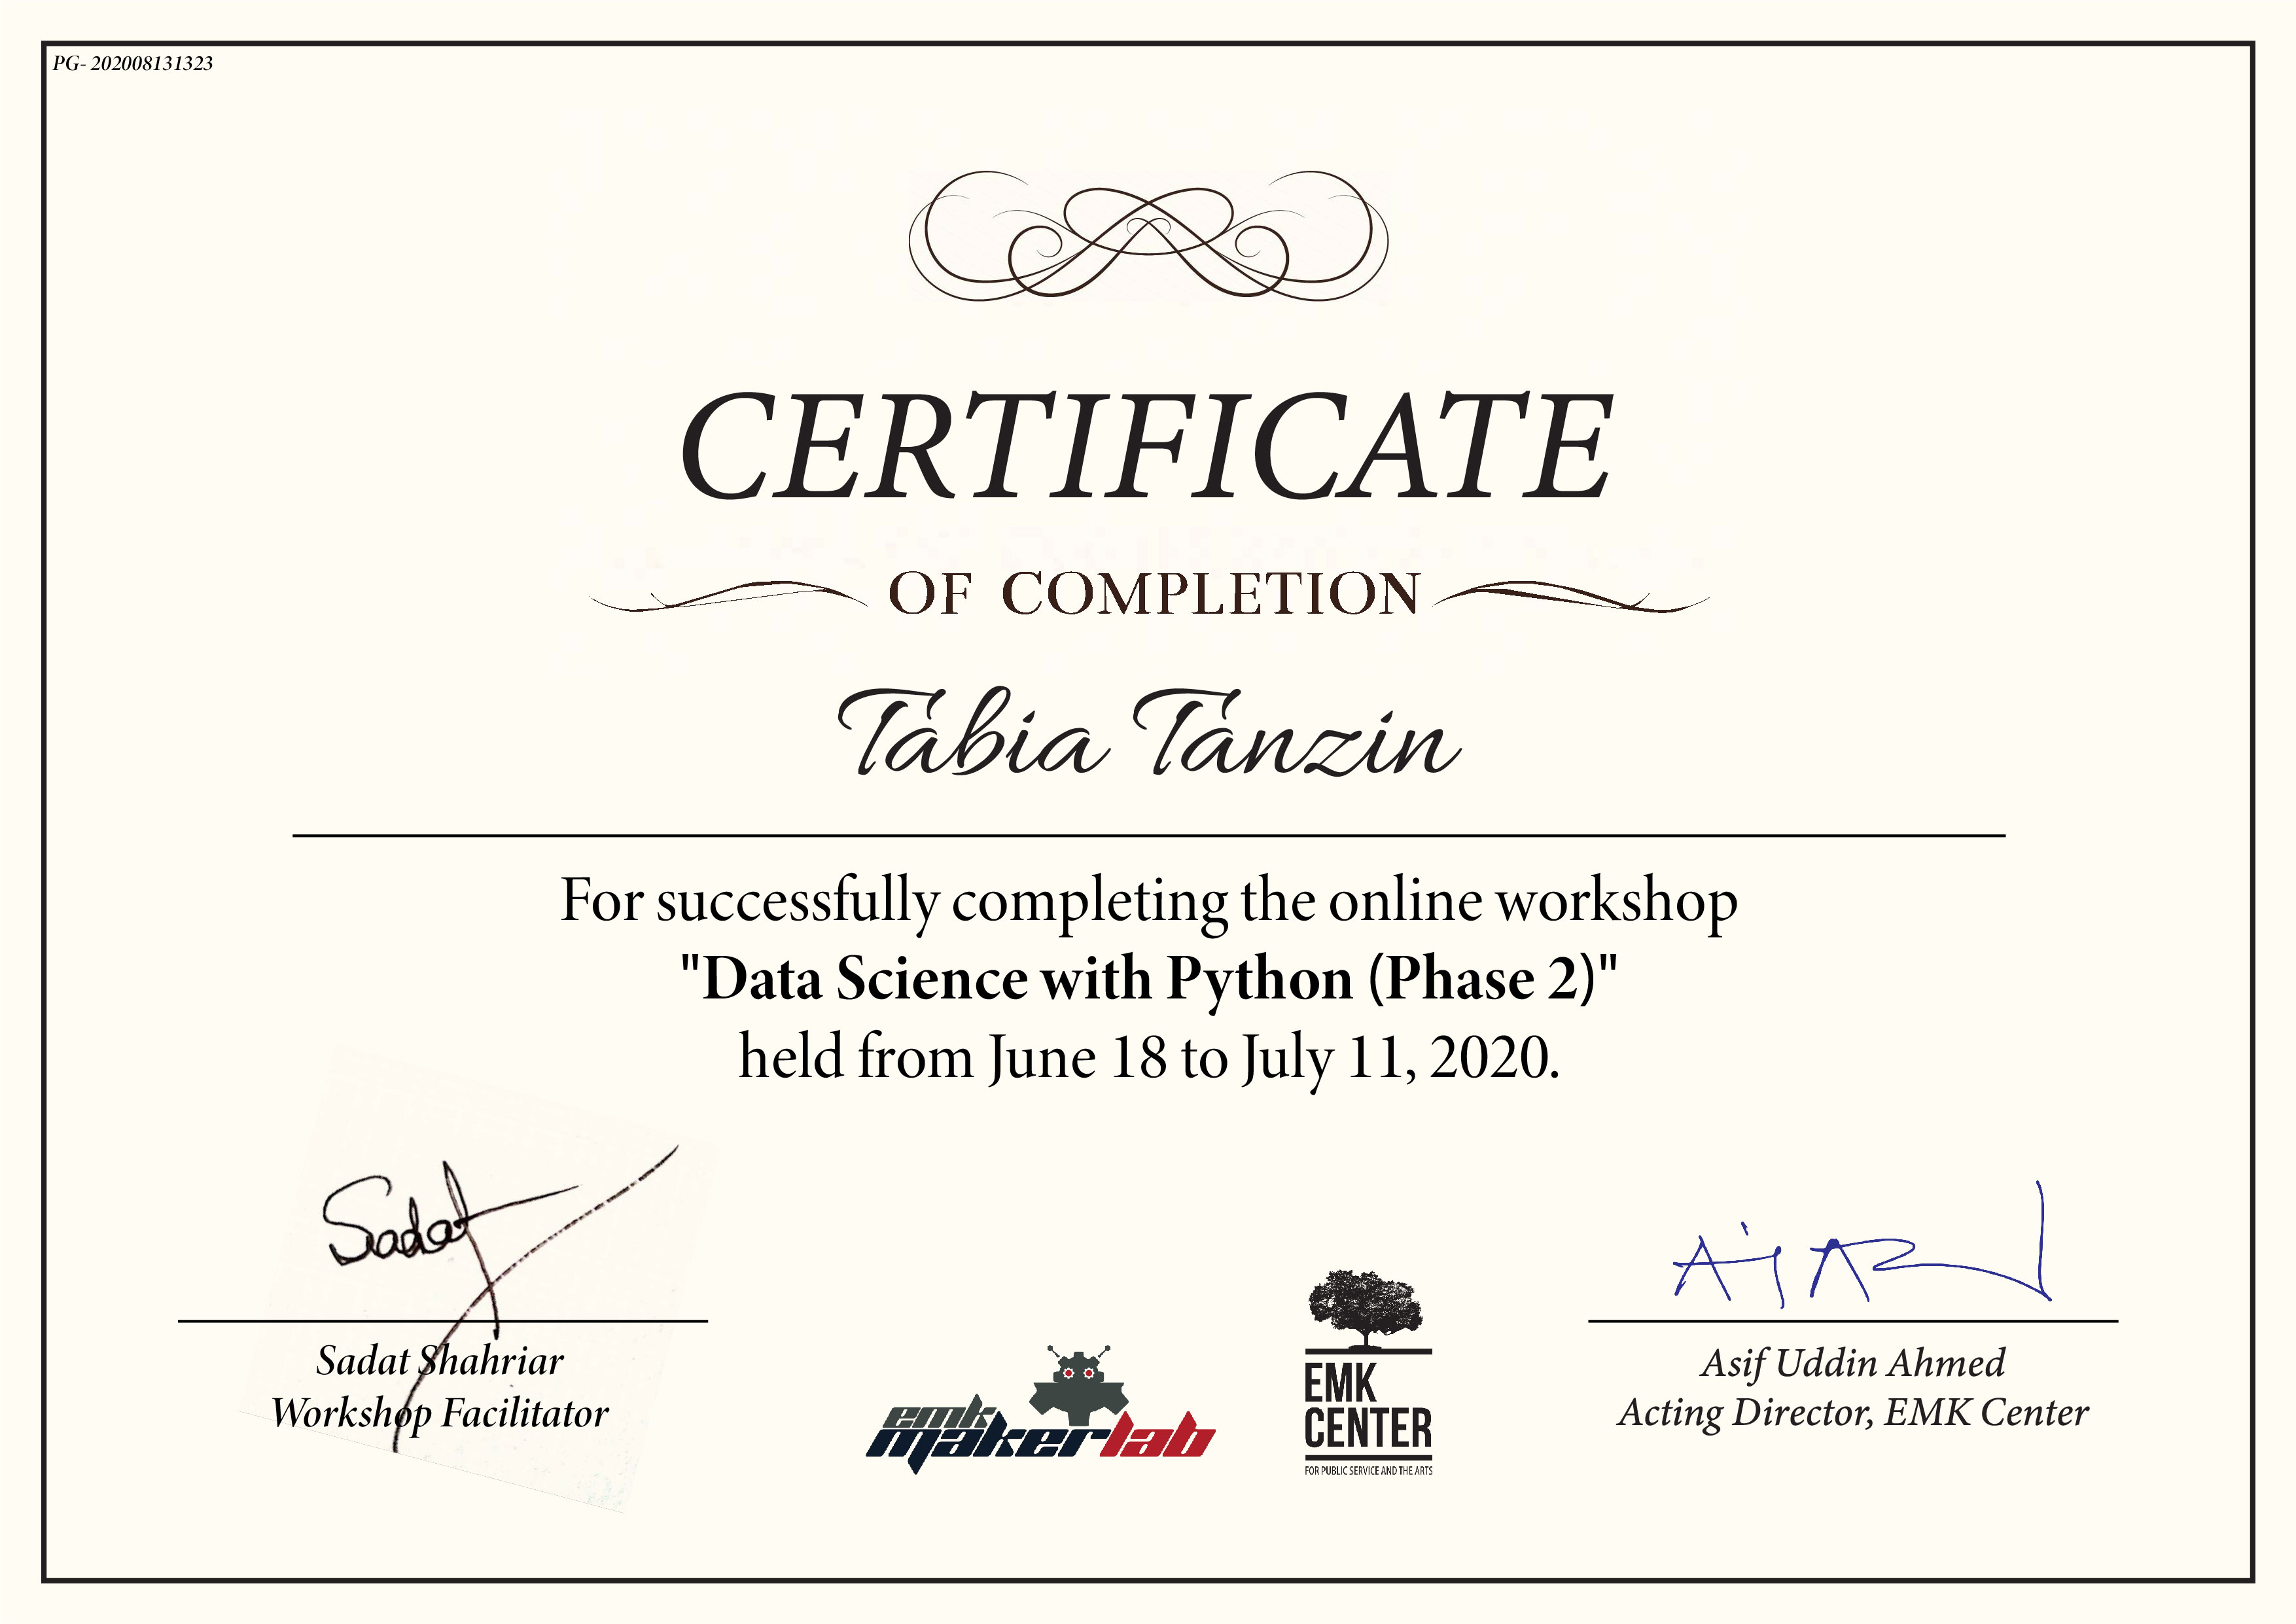 PG- 202008131323
CERTIFICATE
OF COMPLETION
Tabia Tanzin
For successfully completing the online workshop
"Data Science with Python (Phase 2)"
held from June 18 to July 11, 2020.
Sadat
Sadat Shahriar
Workshop Facilitator
emk
makerlab
EMK
CENTER
FOR PUBLIC SERVICE AND THE ARTS
Asif Uddin Ahmed
Acting Director, EMK Center